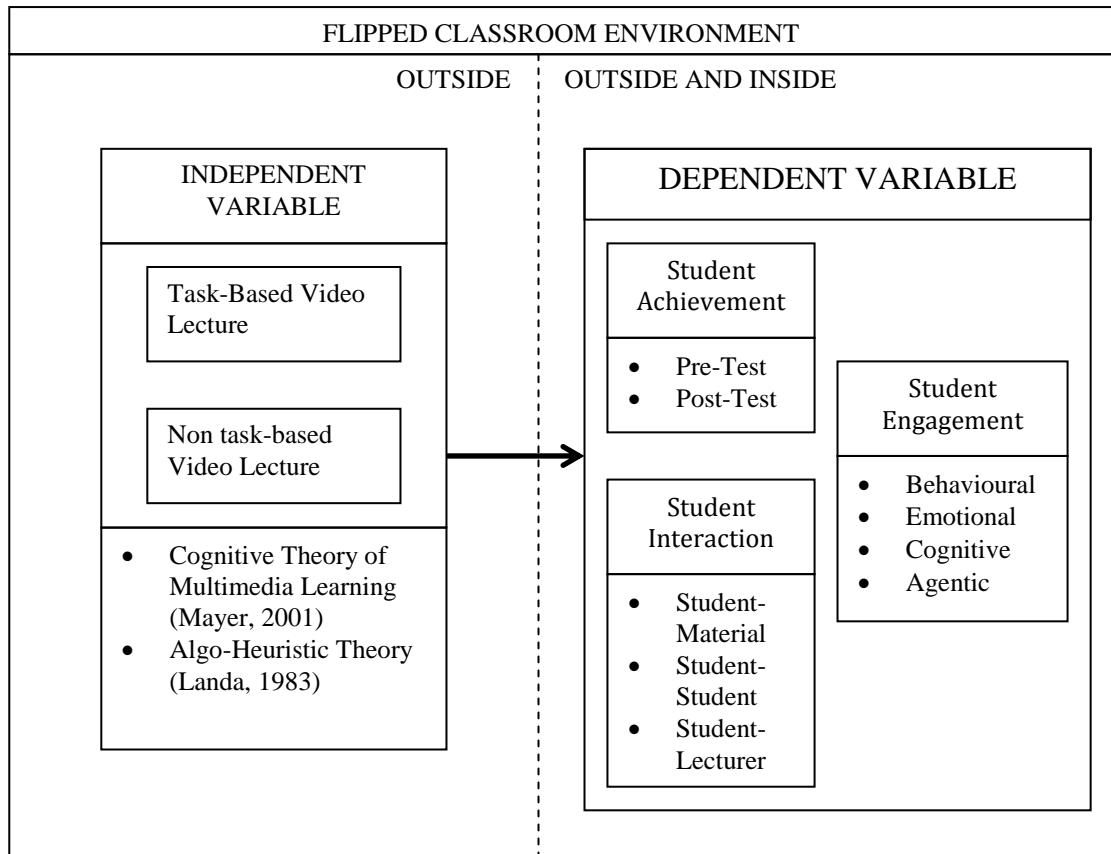 FLIPPED CLASSROOM ENVIRONMENT
OUTSIDE
OUTSIDE AND INSIDE
INDEPENDENT
VARIABLE
Task-Based Video
Lecture
Non task-based
Video Lecture
• Cognitive Theory of
Multimedia Learning
(Mayer, 2001)
• Algo-Heuristic Theory
(Landa, 1983)
DEPENDENT VARIABLE
Student
Achievement
• Pre-Test
• Post-Test
Student
Interaction
• Student-
Material
• Student-
Student
• Student-
Lecturer
Student
Engagement
• Behavioural
• Emotional
• Cognitive
• Agentic